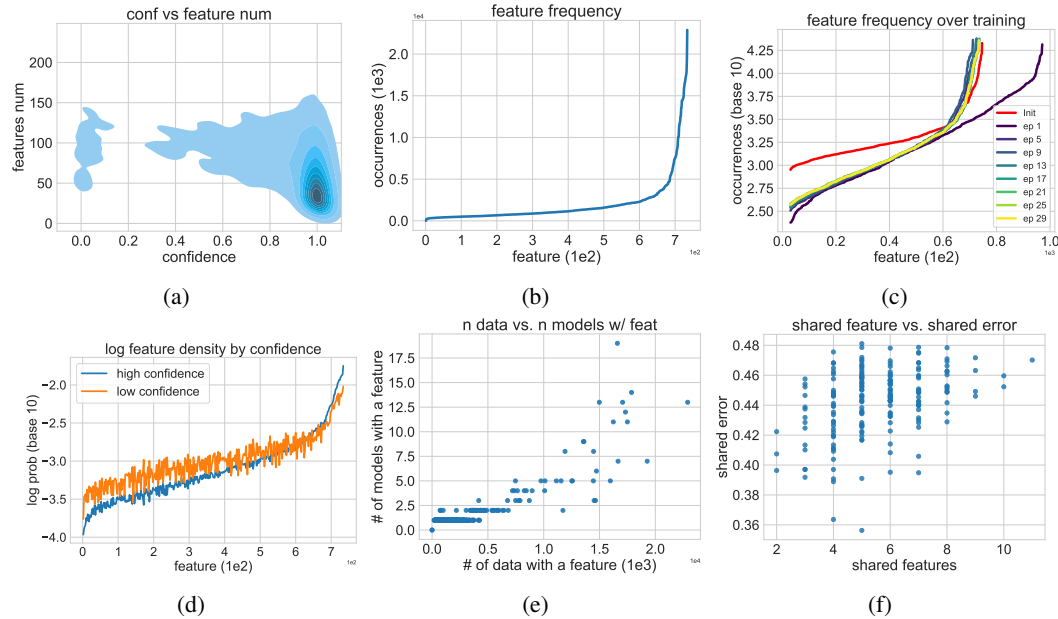 conf vs feature num
features num
200
150
100
50
0
0.0 0.2 0.4 0.6 0.8 1.0
confidence
(a)
feature frequency
1e4
occurrences (1e3)
2.0
1.5
1.0
0.5
0.0
0 1 2 3 4 5 6 7
1e2
feature (1e2)
(b)
feature frequency over training
occurrences (base 10)
4.25
4.00
3.75
3.50
3.25
3.00
2.75
2.50
Init
ep 1
ep 5
ep 9
ep 13
ep 17
ep 21
ep 25
ep 29
0.0 0.2 0.4 0.6 0.8 1.0
1e3
feature (1e2)
(c)
log feature density by confidence
high confidence
low confidence
log prob (base 10)
−2.0
−2.5
−3.0
−3.5
−4.0
0 1 2 3 4 5 6 7
1e2
feature (1e2)
(d)
n data vs. n models w/ feat
# of models with a feature
17.5
15.0
12.5
10.0
7.5
5.0
2.5
0.0
0.0 0.5 1.0 1.5 2.0
1e4
# of data with a feature (1e3)
(e)
shared feature vs. shared error
shared error
0.48
0.46
0.44
0.42
0.40
0.38
0.36
2 4 6 8 10
shared features
(f)